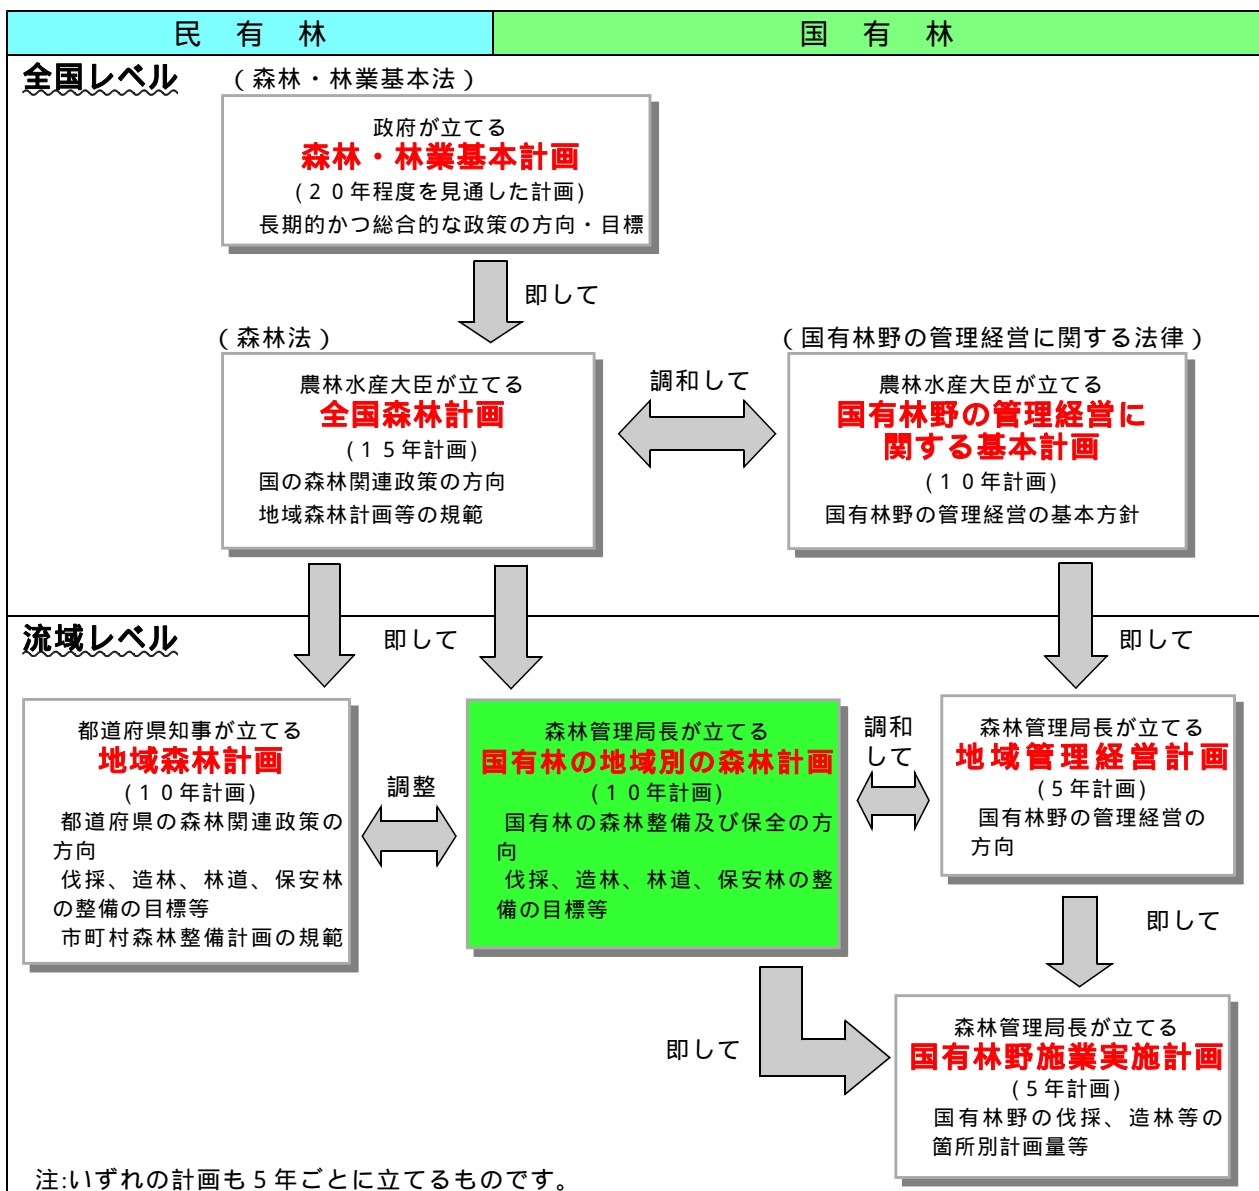 民 有 林
国 有 林
全国レベル
（森林・林業基本法）
政府が立てる
森林・林業基本計画
(２０年程度を見通した計画)
長期的かつ総合的な政策の方向・目標
即して
（森林法）
農林水産大臣が立てる
全国森林計画
(１５年計画)
国の森林関連政策の方向
地域森林計画等の規範
調和して
（国有林野の管理経営に関する法律）
農林水産大臣が立てる
国有林野の管理経営に
関する基本計画
(１０年計画)
国有林野の管理経営の基本方針
流域レベル
即して
即して
都道府県知事が立てる
地域森林計画
(１０年計画)
都道府県の森林関連政策の
方向
伐採、造林、林道、保安林
の整備の目標等
市町村森林整備計画の規範
調整
森林管理局長が立てる
国有林の地域別の森林計画
(１０年計画)
国有林の森林整備及び保全の方
向
伐採、造林、林道、保安林の整
備の目標等
調和
して
森林管理局長が立てる
地域管理経営計画
(５年計画)
国有林野の管理経営の
方向
即して
即して
森林管理局長が立てる
国有林野施業実施計画
(５年計画)
国有林野の伐採、造林等の
箇所別計画量等
注:いずれの計画も５年ごとに立てるものです。